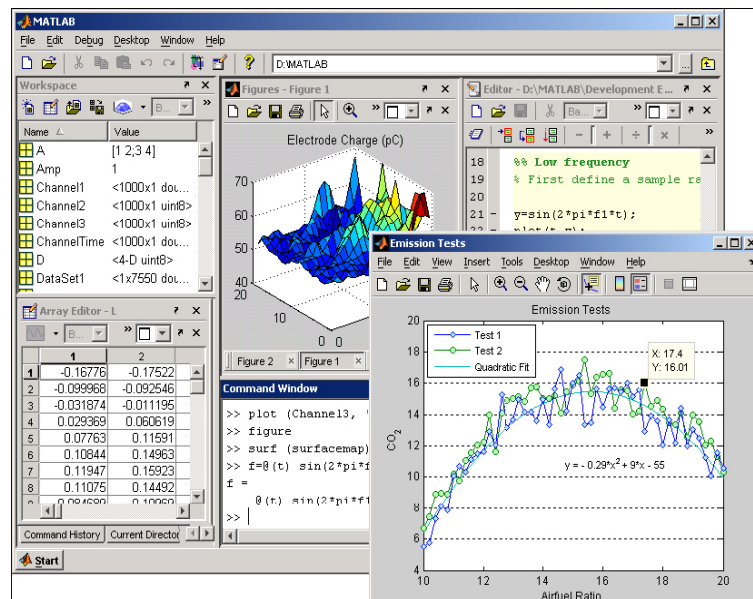 MATLAB
File Edit Debug Desktop Window Help
D:\MATLAB
...
Workspace
B...
Name Value
A [1 2;3 4]
Amp 1
Channel1 <1000x1 dou...
Channel2 <1000x1 uint8>
Channel3 <1000x1 uint8>
ChannelTime <1000x1 dou...
D <4-D uint8>
DataSet1 <1x7550 dou...
Array Editor - L
B...
1 2
1 -0.16776 -0.17522
2 -0.099968 -0.092546
3 -0.031874 -0.011195
4 0.029369 0.060619
5 0.07763 0.11591
6 0.10844 0.14963
7 0.11947 0.15923
8 0.11075 0.14492
Command History Current Director
Start
Figures - Figure 1
Electrode Charge (pC)
70
60
50
40
20
10
0 0
Figure 2 Figure 1
Command Window
>> plot (Channel3, '
>> figure
>> surf (surfacemap)
>> f=@(t) sin(2*pi*f
f =
@(t) sin(2*pi*f1
>>
Editor - D:\MATLAB\Development E...
Ba...
18 %% Low frequency
19 % First define a sample ra
20
21 - y=sin(2*pi*f1*t);
22 - plot(t,y);
Emission Tests
File Edit View Insert Tools Desktop Window Help
Emission Tests
Test 1
Test 2
Quadratic Fit
X: 17.4
Y: 16.01
y = - 0.29*x² + 9*x - 55
CO₂
20
18
16
14
12
10
8
6
4
10 12 14 16 18 20
Airfuel Ratio